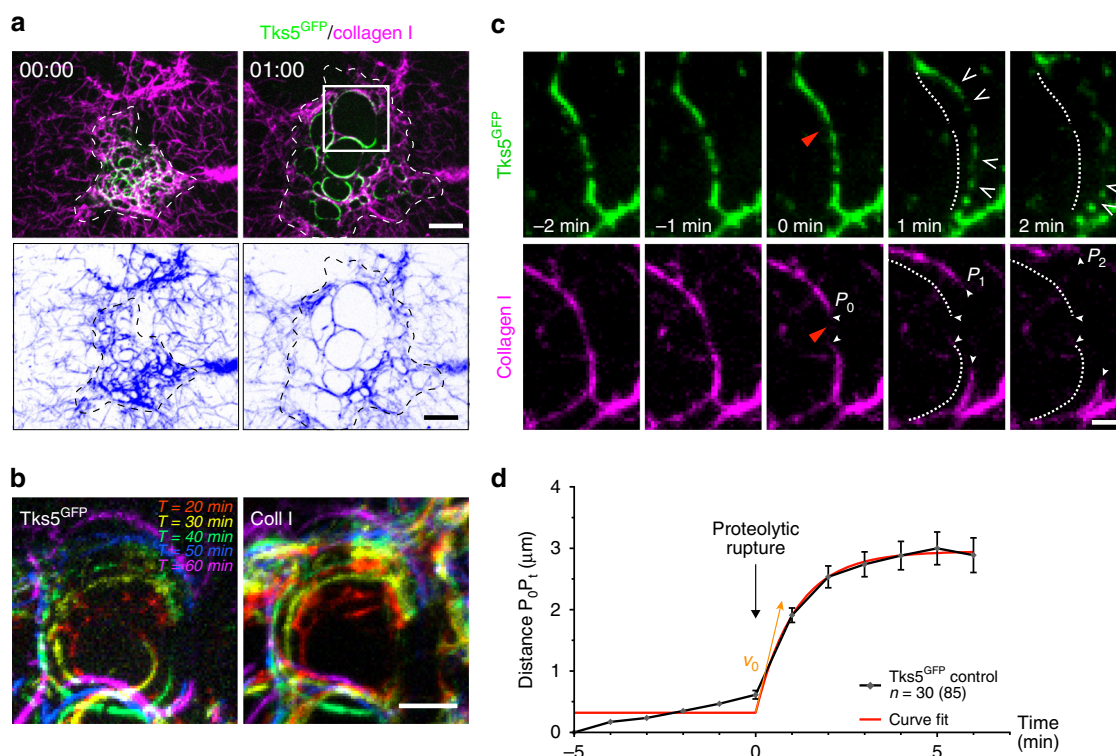 a
Tks5GFP/collagen I
00:00
01:00
b
Tks5GFP
T = 20 min
T = 30 min
T = 40 min
T = 50 min
T = 60 min
Coll I
c
Tks5GFP
–2 min
–1 min
0 min
1 min
2 min
Collagen I
P0
P1
P2
d
Distance P0Pt (μm)
4
3
2
1
0
Proteolytic
rupture
v0
Tks5GFP control
n = 30 (85)
Curve fit
–5
0
5
Time
(min)